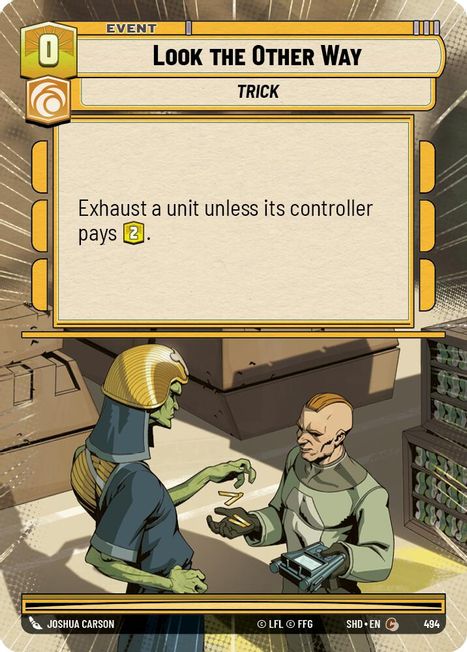 EVENT
0
LOOK THE OTHER WAY
TRICK
Exhaust a unit unless its controller
pays 2.
JOSHUA CARSON
© LFL © FFG
SHD • EN
C
494